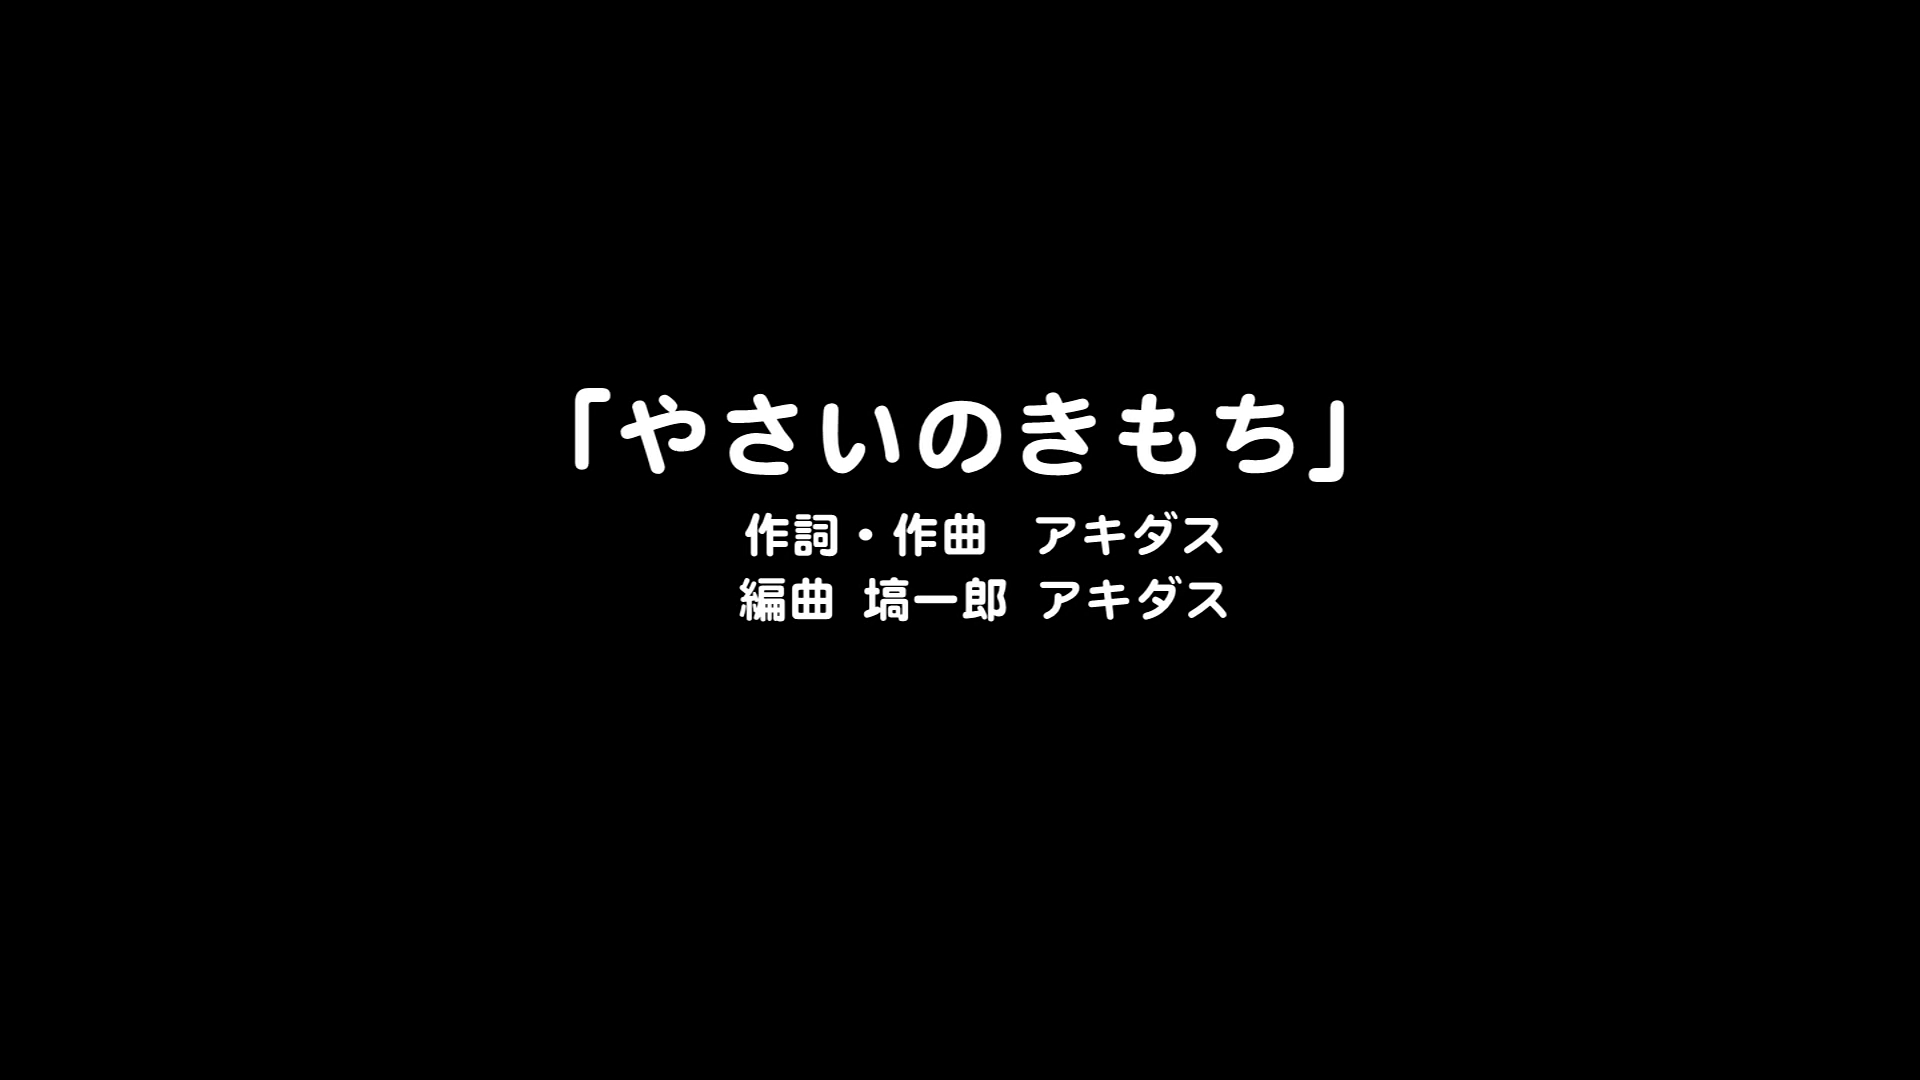 「やさいのきもち」
作詞・作曲　アキダス
編曲 塙一郎 アキダス